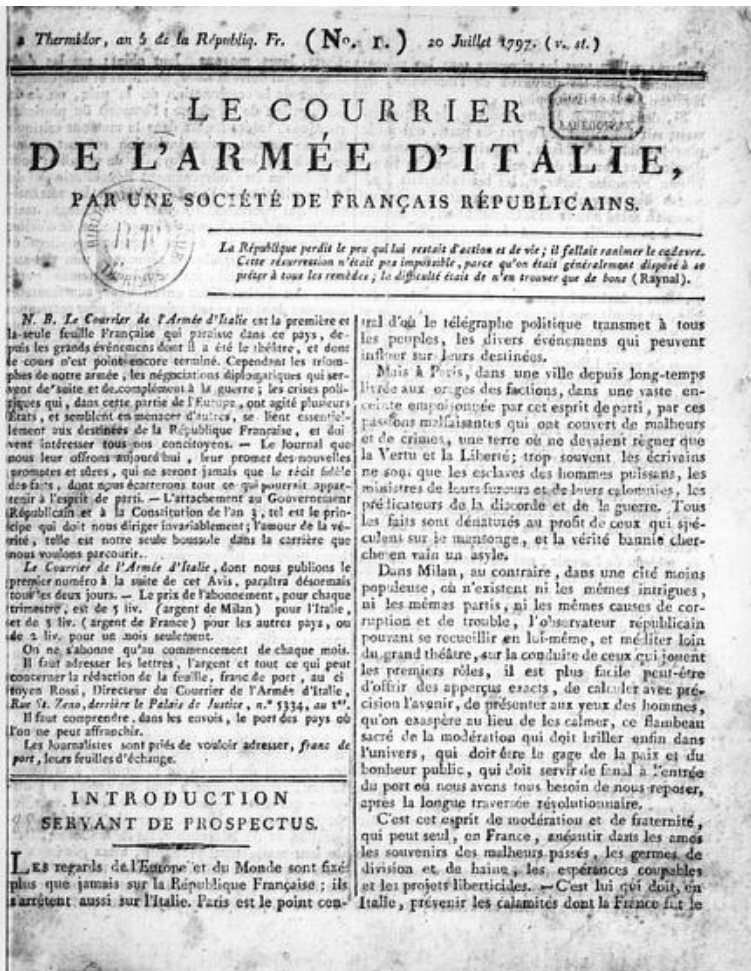 2 Thermidor, an 5 de la Républiq. Fr. (No. 1.) 20 Juillet 1797. (v. st.)
LE COURRIER
DE L'ARMÉE D'ITALIE,
PAR UNE SOCIÉTÉ DE FRANÇAIS RÉPUBLICAINS.
La République perdit le peu qui lui restait d'action et de vie ; il fallait ranimer le cadavre.
Cette résurrection n'était pas impossible, parce qu'on était généralement disposé à se
prêter à tous les remèdes ; la difficulté était de n'en trouver que de bons (Raynal).
N. B. Le Courrier de l'Armée d'Italie est la première et
la seule feuille Française qui paraisse dans ce pays, de-
puis les grands événemens dont il a été le théâtre, et dont
le cours n'est point encore terminé. Cependant les triom-
phes de notre armée, les négociations diplomatiques qui ser-
vent de suite et de complément à la guerre ; les crises poli-
tiques qui, dans cette partie de l'Europe, ont agité plusieurs
États, et semblent en menacer d'autres, se lient essentiel-
lement aux destinées de la République Française, et doi-
vent intéresser tous nos concitoyens. — Le Journal que
nous leur offrons aujourd'hui, leur promet des nouvelles
promptes et sûres, qui ne seront jamais que le récit fidèle
des faits, dont nous écarterons tout ce qui pourrait appar-
tenir à l'esprit de parti. — L'attachement au Gouvernement
Républicain et à la Constitution de l'an 3, tel est le prin-
cipe qui doit nous diriger invariablement ; l'amour de la vé-
rité, telle est notre seule boussole dans la carrière que
nous voulons parcourir.
Le Courrier de l'Armée d'Italie, dont nous publions le
premier numéro à la suite de cet Avis, paraîtra désormais
tous les deux jours. — Le prix de l'abonnement, pour chaque
trimestre, est de 5 liv. (argent de Milan) pour l'Italie,
et de 5 liv. (argent de France) pour les autres pays, ou
de 2 liv. pour un mois seulement.
On ne s'abonne qu'au commencement de chaque mois.
Il faut adresser les lettres, l'argent et tout ce qui peut
concerner la rédaction de la feuille, franc de port, au ci
toyen Rossi, Directeur du Courrier de l'Armée d'Italie,
Rue St. Zeno, derrière le Palais de Justice, n.° 5334, au 1er.
Il faut comprendre, dans les envois, le port des pays où
l'on ne peut affranchir.
Les Journalistes sont priés de vouloir adresser, franc de
port, leurs feuilles d'échange.
INTRODUCTION
SERVANT DE PROSPECTUS.
LES regards de l'Europe et du Monde sont fixé
plus que jamais sur la République Française ; ils
s'arrêtent aussi sur l'Italie. Paris est le point cen-
tral d'où le télégraphe politique transmet à tous
les peuples, les divers événemens qui peuvent
influer sur leurs destinées.
Mais à Paris, dans une ville depuis long-temps
livrée aux orages des factions, dans une vaste en-
ceinte empoisonnée par cet esprit de parti, par ces
passions malfaisantes qui ont couvert de malheurs
et de crimes, une terre où ne devaient régner que
la Vertu et la Liberté ; trop souvent les écrivains
ne sont que les esclaves des hommes puissans, les
ministres de leurs fureurs et de leurs calomnies, les
prédicateurs de la discorde et de la guerre. Tous
les faits sont dénaturés au profit de ceux qui spé-
culent sur le mensonge, et la vérité bannie cher-
che en vain un asyle.
Dans Milan, au contraire, dans une cité moins
populeuse, où n'existent ni les mêmes intrigues,
ni les mêmes partis, ni les mêmes causes de cor-
ruption et de trouble, l'observateur républicain
pouvant se recueillir en lui-même, et méditer loin
du grand théâtre, sur la conduite de ceux qui jouent
les premiers rôles, il est plus facile peut-être
d'offrir des apperçus exacts, de calculer avec pré-
cision l'avenir, de présenter aux yeux des hommes,
qu'on exaspère au lieu de les calmer, ce flambeau
sacré de la modération qui doit briller enfin dans
l'univers, qui doit être le gage de la paix et du
bonheur public, qui doit servir de fanal à l'entrée
du port où nous avons tous besoin de nous reposer,
après la longue traversée révolutionnaire.
C'est cet esprit de modération et de fraternité,
qui peut seul, en France, anéantir dans les ames
les souvenirs des malheurs passés, les germes de
division et de haine, les espérances coupables
et les projets liberticides. — C'est lui qui doit, en
Italie, prévenir les calamités dont la France fut le